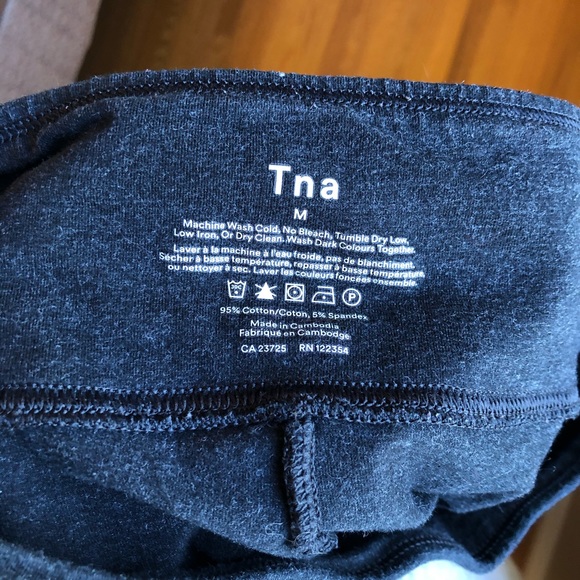 Tna
M
Machine Wash Cold, No Bleach, Tumble Dry Low,
Low Iron, Or Dry Clean. Wash Dark Colours Together.
Laver à la machine à l'eau froide, pas de blanchiment.
Sécher à basse température, repasser à basse température,
ou nettoyer à sec. Laver les couleurs foncées ensemble.
P
95% Cotton/Coton, 5% Spandex
Made in Cambodia
Fabriqué en Cambodge
CA 23725 RN 122354